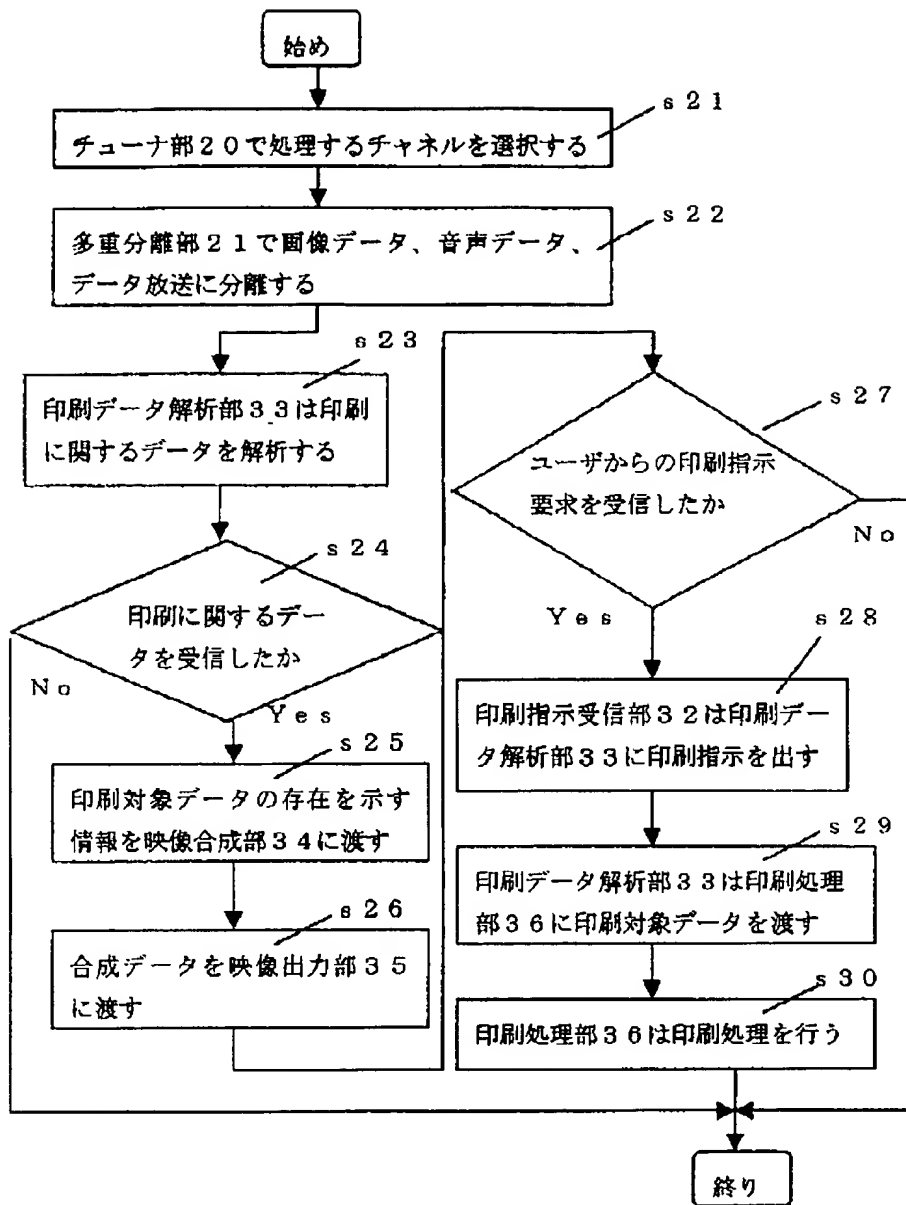 始め
s21
チューナ部20で処理するチャネルを選択する
s22
多重分離部21で画像データ、音声データ、
データ放送に分離する
s23
印刷データ解析部33は印刷
に関するデータを解析する
s24
印刷に関するデー
タを受信したか
No
Yes
s25
印刷対象データの存在を示す
情報を映像合成部34に渡す
s26
合成データを映像出力部35
に渡す
s27
ユーザからの印刷指示
要求を受信したか
No
Yes
s28
印刷指示受信部32は印刷デー
タ解析部33に印刷指示を出す
s29
印刷データ解析部33は印刷処理
部36に印刷対象データを渡す
s30
印刷処理部36は印刷処理を行う
終り